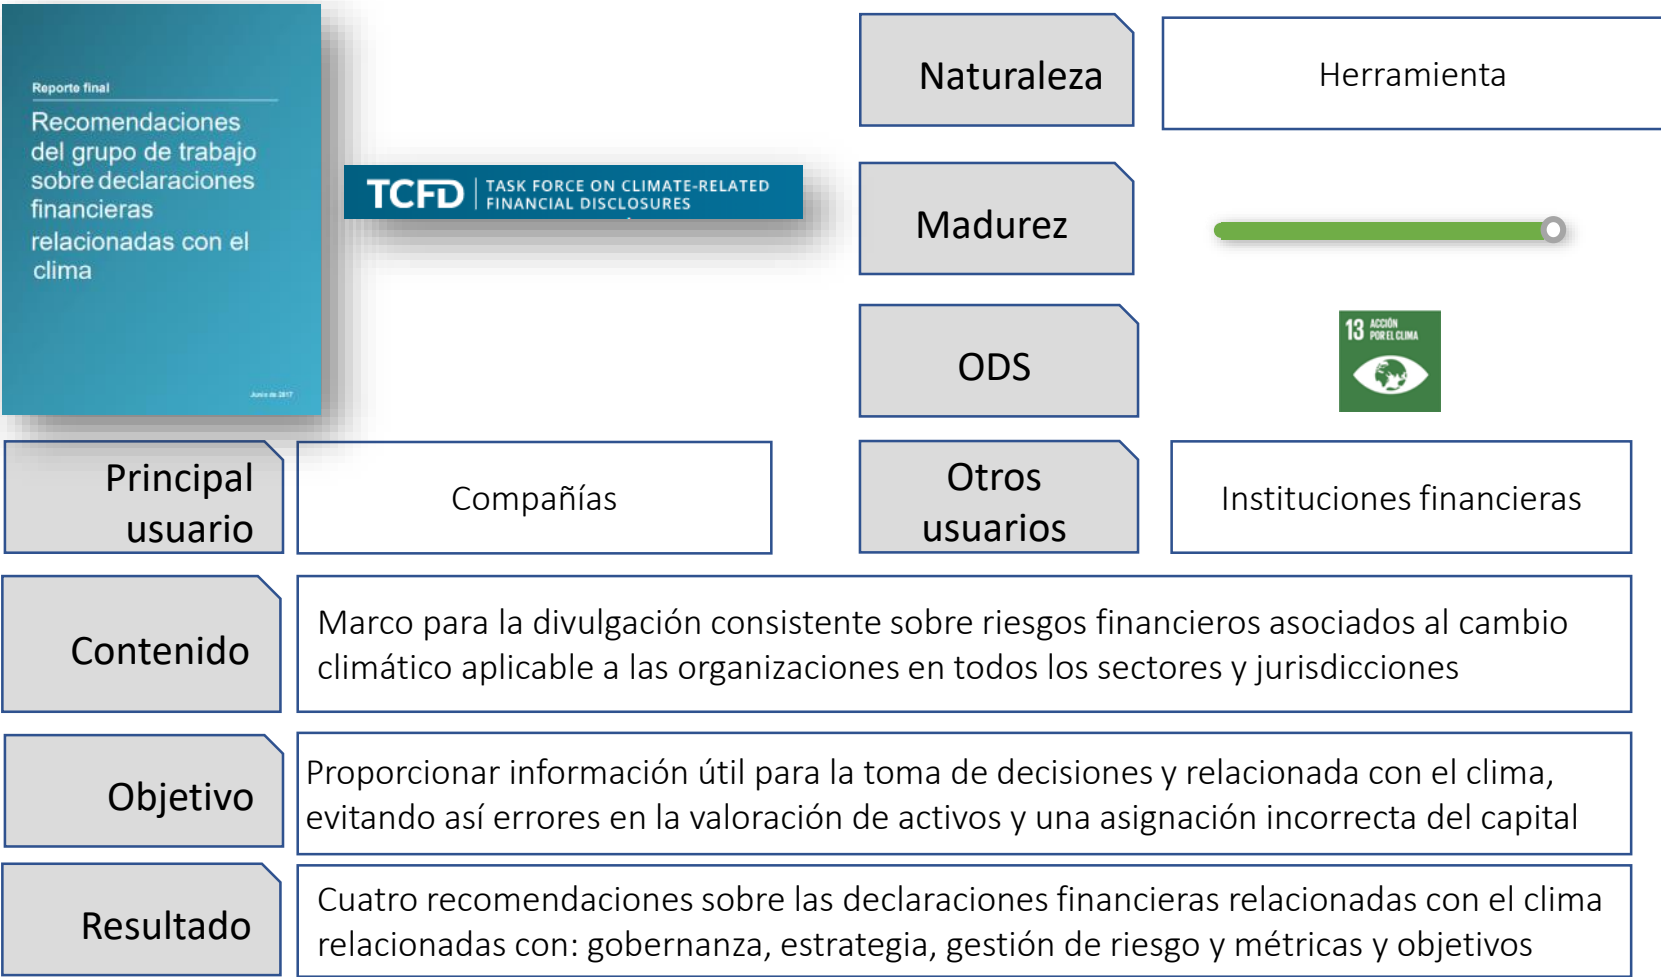 Reporte final
Recomendaciones
del grupo de trabajo
sobre declaraciones
financieras
relacionadas con el
clima
Junio de 2017
TCFD
TASK FORCE ON CLIMATE-RELATED
FINANCIAL DISCLOSURES
Naturaleza
Herramienta
Madurez
ODS
13 ACCIÓN
POR EL CLIMA
Principal
usuario
Compañías
Otros
usuarios
Instituciones financieras
Contenido
Marco para la divulgación consistente sobre riesgos financieros asociados al cambio
climático aplicable a las organizaciones en todos los sectores y jurisdicciones
Objetivo
Proporcionar información útil para la toma de decisiones y relacionada con el clima,
evitando así errores en la valoración de activos y una asignación incorrecta del capital
Resultado
Cuatro recomendaciones sobre las declaraciones financieras relacionadas con el clima
relacionadas con: gobernanza, estrategia, gestión de riesgo y métricas y objetivos